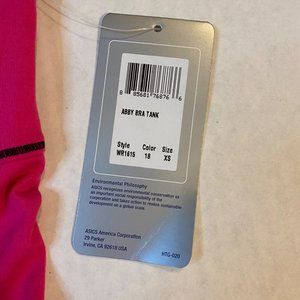 8 85681 76876 6
ABBY BRA TANK
Style Color Size
WR1615 18 XS
Environmental Philosophy
ASICS recognizes environmental conservation as
an important social responsibility of the
corporation and takes action to realize sustainable
development on a global scale.
ASICS America Corporation
29 Parker
Irvine, CA 92618 USA
HTG-020